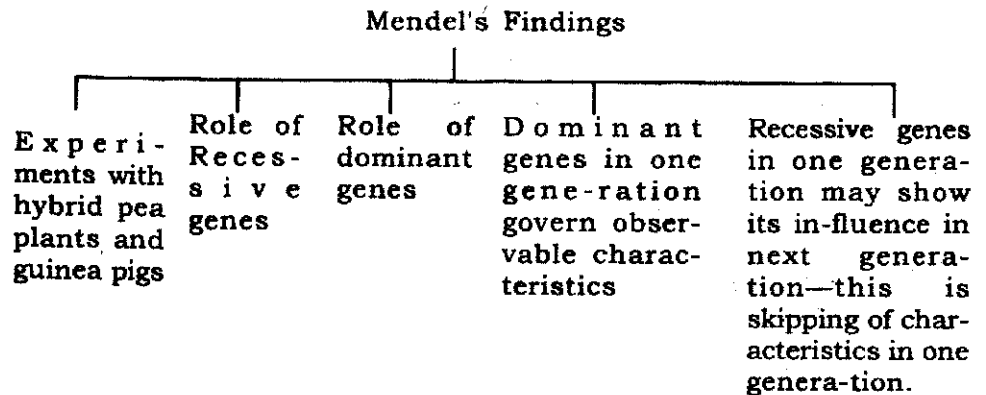 Mendel's Findings
Experi-
ments with
hybrid pea
plants and
guinea pigs
Role of
Reces-
sive
genes
Role of
dominant
genes
Dominant
genes in one
gene-ration
govern obser-
vable charac-
teristics
Recessive genes
in one genera-
tion may show
its in-fluence in
next genera-
tion—this is
skipping of char-
acteristics in one
genera-tion.